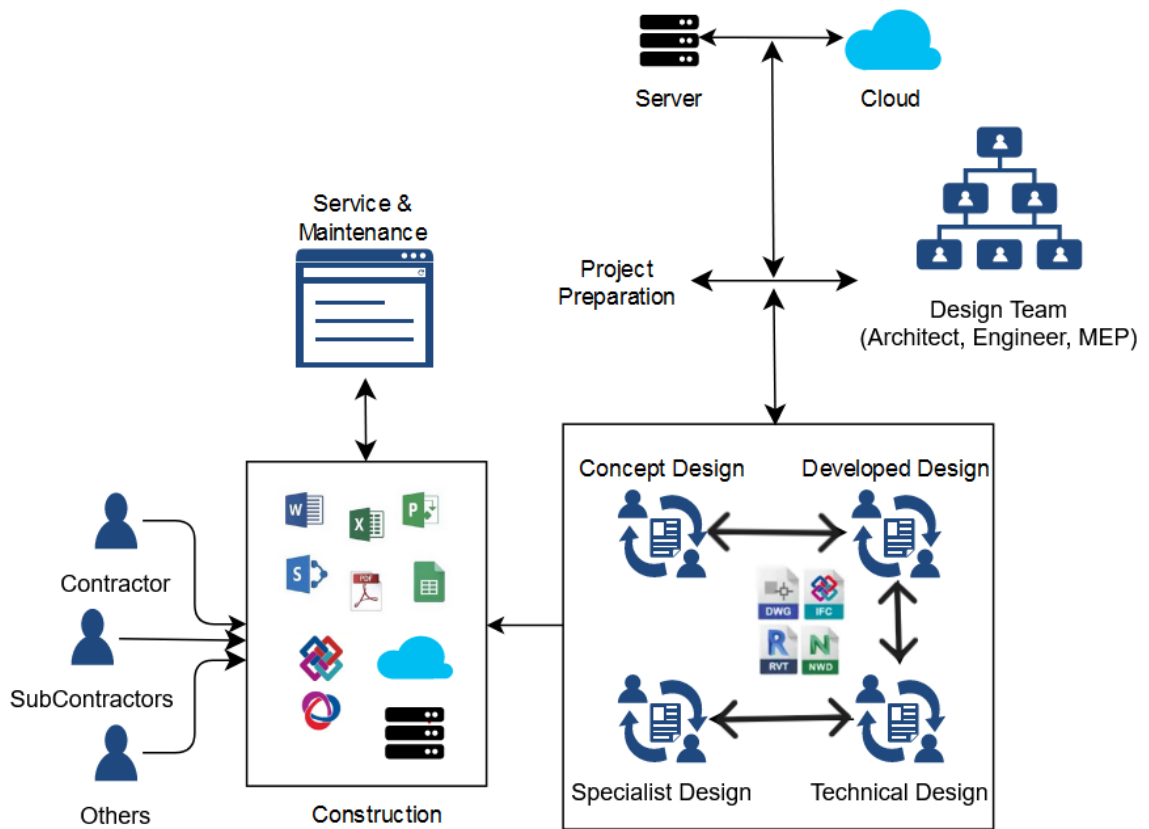 Server
Cloud
Service &
Maintenance
Project
Preparation
Design Team
(Architect, Engineer, MEP)
Concept Design
Developed Design
W
X
P
S
PDF
Contractor
DWG
IFC
R
N
RVT
NWD
SubContractors
Specialist Design
Technical Design
Others
Construction